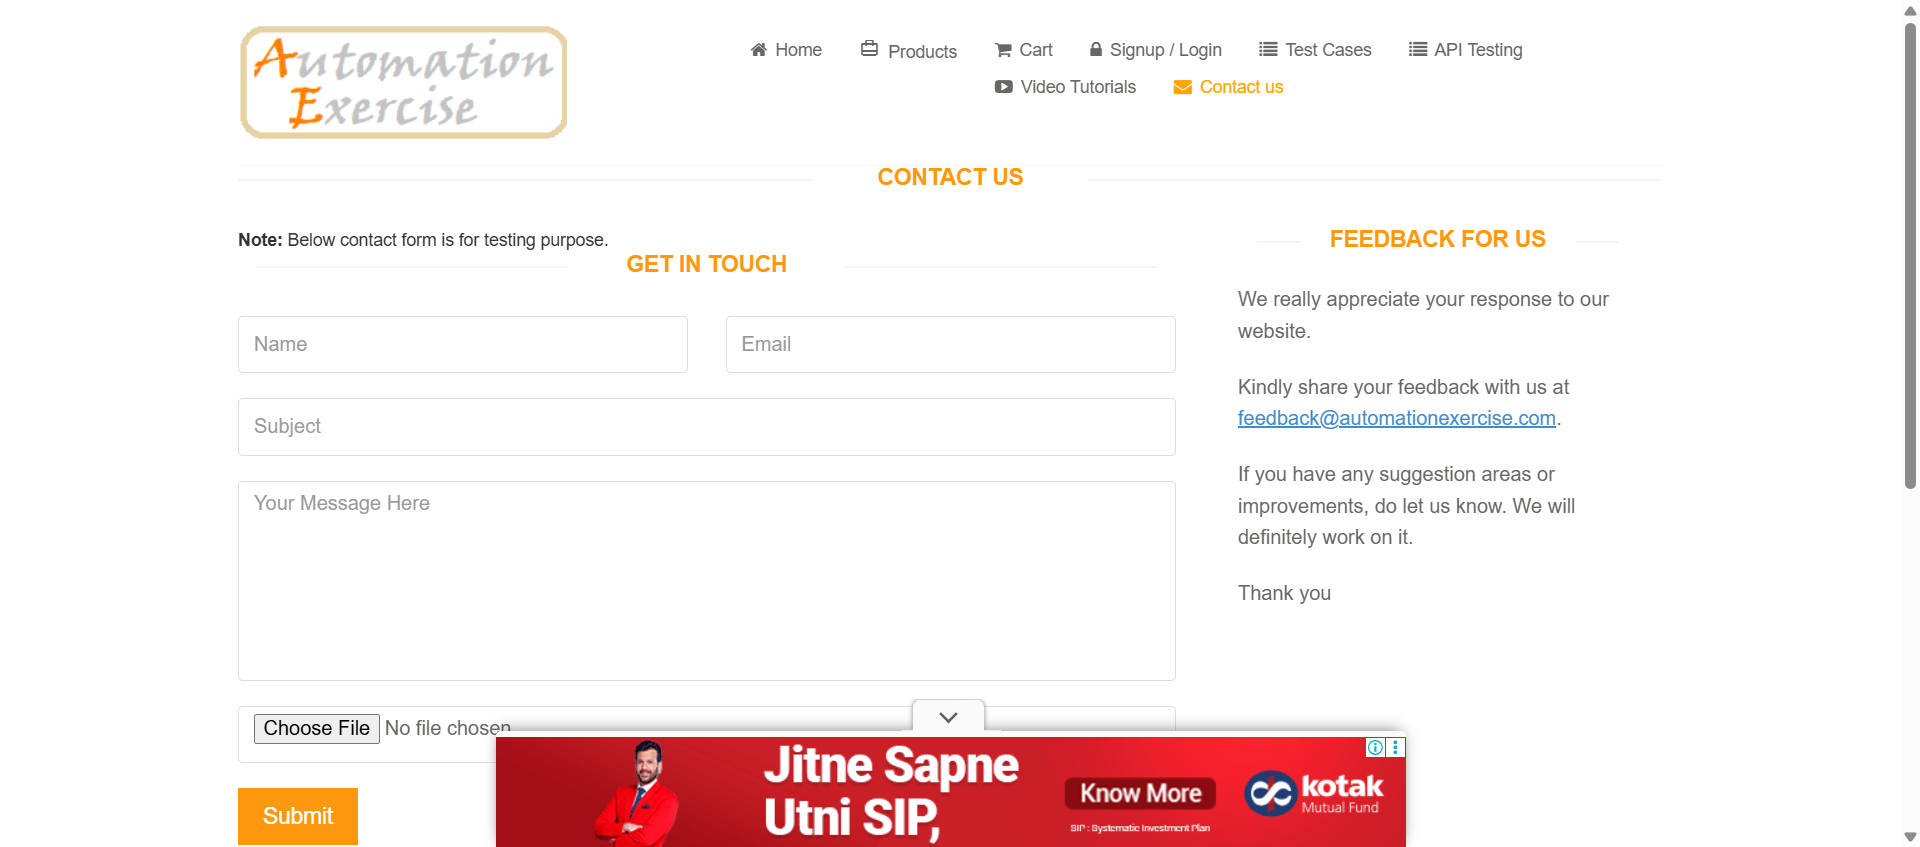 Automation
Exercise
Home
Products
Cart
Signup / Login
Test Cases
API Testing
Video Tutorials
Contact us
CONTACT US
Note: Below contact form is for testing purpose.
GET IN TOUCH
Name
Email
Subject
Your Message Here
Choose File No file chosen
Submit
FEEDBACK FOR US
We really appreciate your response to our
website.
Kindly share your feedback with us at
feedback@automationexercise.com.
If you have any suggestion areas or
improvements, do let us know. We will
definitely work on it.
Thank you
Jitne Sapne
Utni SIP,
Know More
SIP : Systematic Investment Plan
kotak
Mutual Fund